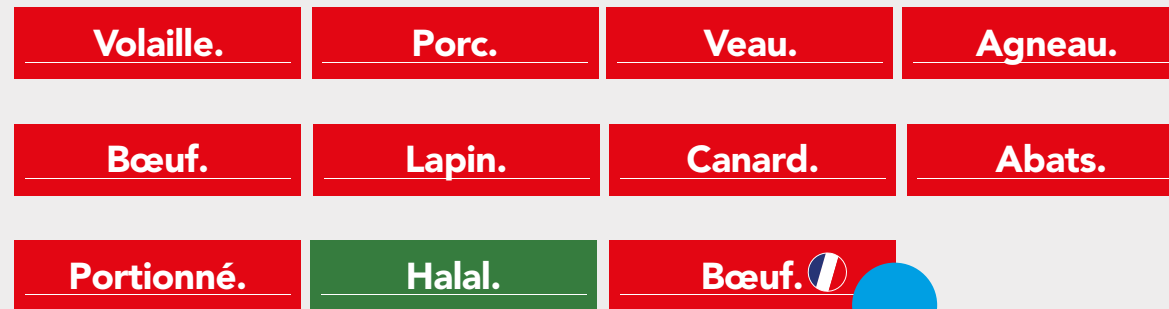 Volaille.
Porc.
Veau.
Agneau.
Bœuf.
Lapin.
Canard.
Abats.
Portionné.
Halal.
Bœuf.